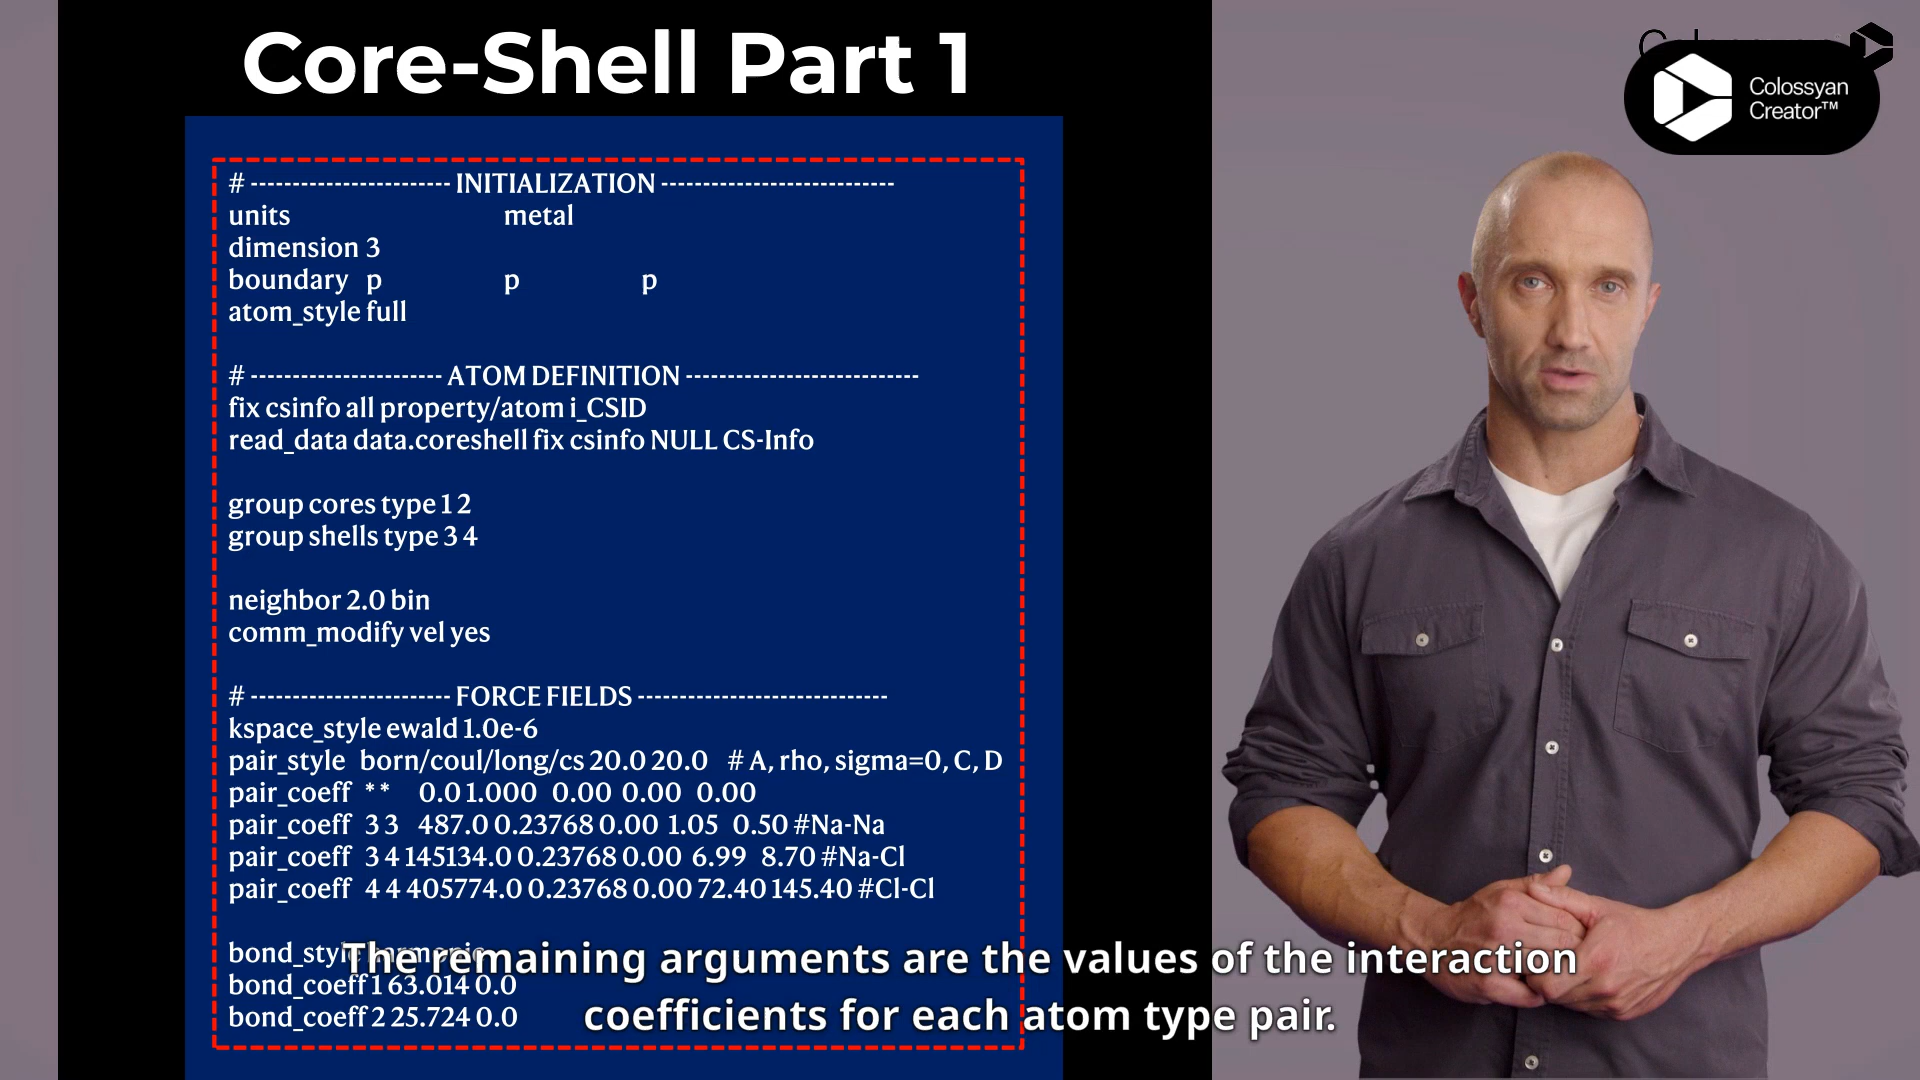 Core-Shell Part 1
Colossyan
Creator™
# ------------------------ INITIALIZATION ----------------------------
units metal
dimension 3
boundary p p p
atom_style full
# ----------------------- ATOM DEFINITION ----------------------------
fix csinfo all property/atom i_CSID
read_data data.coreshell fix csinfo NULL CS-Info
group cores type 1 2
group shells type 3 4
neighbor 2.0 bin
comm_modify vel yes
# ------------------------ FORCE FIELDS ------------------------------
kspace_style ewald 1.0e-6
pair_style born/coul/long/cs 20.0 20.0 # A, rho, sigma=0, C, D
pair_coeff * * 0.0 1.000 0.00 0.00 0.00
pair_coeff 3 3 487.0 0.23768 0.00 1.05 0.50 #Na-Na
pair_coeff 3 4 145134.0 0.23768 0.00 6.99 8.70 #Na-Cl
pair_coeff 4 4 405774.0 0.23768 0.00 72.40 145.40 #Cl-Cl
bond_style harmonic
bond_coeff 1 63.014 0.0
bond_coeff 2 25.724 0.0
The remaining arguments are the values of the interaction
coefficients for each atom type pair.